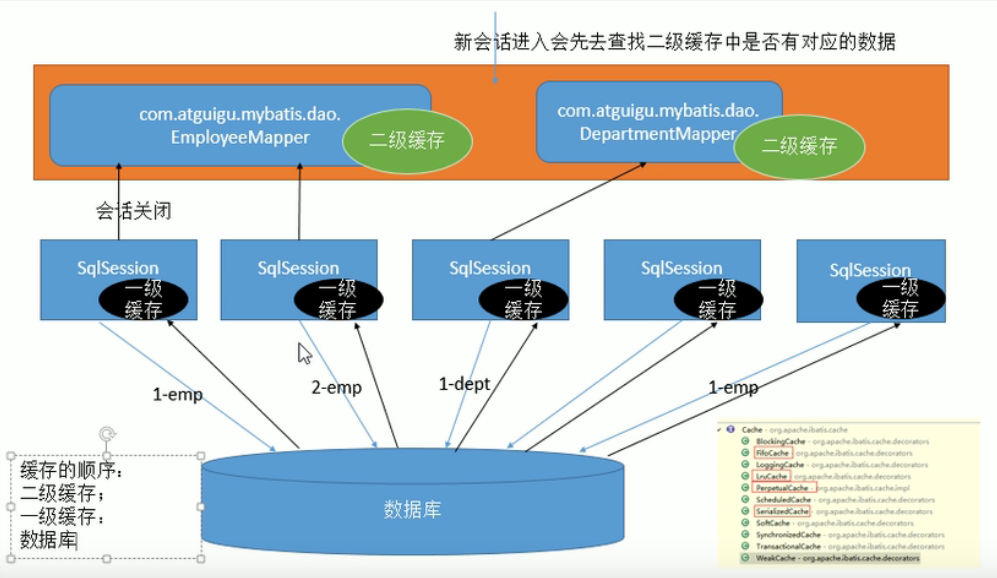 新会话进入会先去查找二级缓存中是否有对应的数据
com.atguigu.mybatis.dao.
EmployeeMapper
二级缓存
com.atguigu.mybatis.dao.
DepartmentMapper
二级缓存
会话关闭
SqlSession
一级
缓存
SqlSession
一级
缓存
SqlSession
一级
缓存
SqlSession
一级
缓存
SqlSession
一级
缓存
1-emp
2-emp
1-dept
1-emp
缓存的顺序：
二级缓存；
一级缓存：
数据库
数据库
Cache - org.apache.ibatis.cache
BlockingCache - org.apache.ibatis.cache.decorators
FifoCache - org.apache.ibatis.cache.decorators
LoggingCache - org.apache.ibatis.cache.decorators
LruCache - org.apache.ibatis.cache.decorators
PerpetualCache - org.apache.ibatis.cache.impl
ScheduledCache - org.apache.ibatis.cache.decorators
SerializedCache - org.apache.ibatis.cache.decorators
SoftCache - org.apache.ibatis.cache.decorators
SynchronizedCache - org.apache.ibatis.cache.decorators
TransactionalCache - org.apache.ibatis.cache.decorators
WeakCache - org.apache.ibatis.cache.decorators